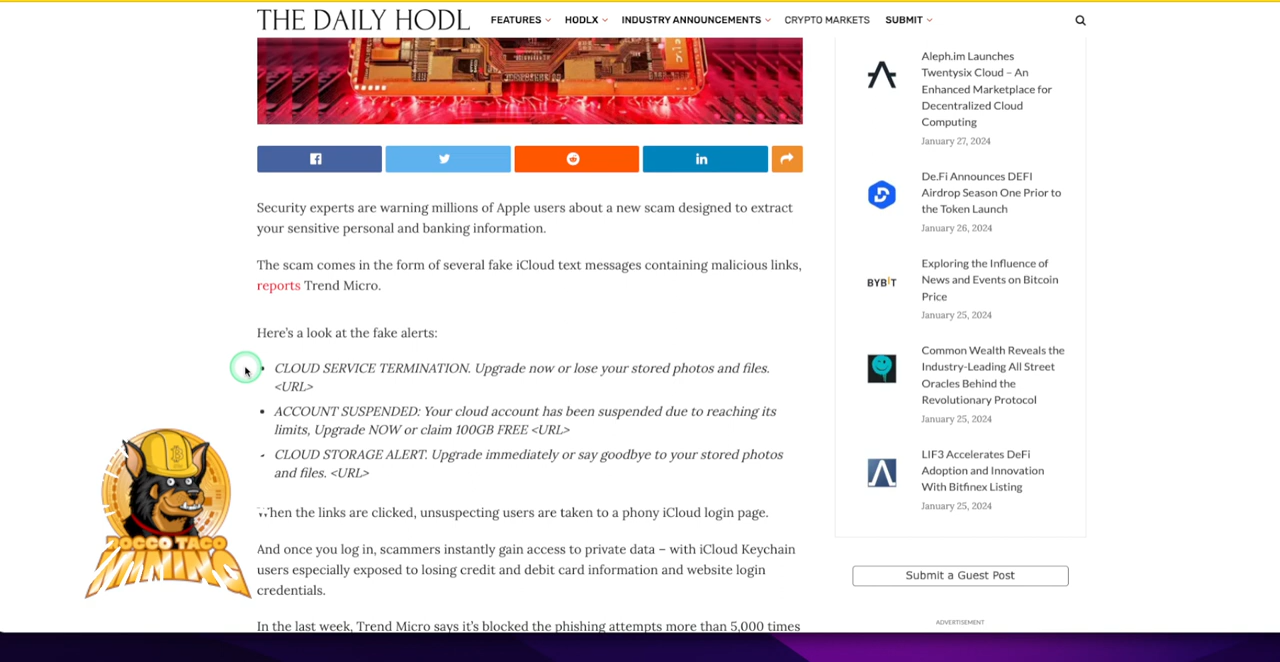 THE DAILY HODL
FEATURES
HODLX
INDUSTRY ANNOUNCEMENTS
CRYPTO MARKETS
SUBMIT
Security experts are warning millions of Apple users about a new scam designed to extract
your sensitive personal and banking information.
The scam comes in the form of several fake iCloud text messages containing malicious links,
reports Trend Micro.
Here’s a look at the fake alerts:
CLOUD SERVICE TERMINATION. Upgrade now or lose your stored photos and files.
<URL>
ACCOUNT SUSPENDED: Your cloud account has been suspended due to reaching its
limits, Upgrade NOW or claim 100GB FREE <URL>
CLOUD STORAGE ALERT. Upgrade immediately or say goodbye to your stored photos
and files. <URL>
When the links are clicked, unsuspecting users are taken to a phony iCloud login page.
And once you log in, scammers instantly gain access to private data – with iCloud Keychain
users especially exposed to losing credit and debit card information and website login
credentials.
In the last week, Trend Micro says it’s blocked the phishing attempts more than 5,000 times
ROCCO TACO
MINING
Aleph.im Launches
Twentysix Cloud – An
Enhanced Marketplace for
Decentralized Cloud
Computing
January 27, 2024
De.Fi Announces DEFI
Airdrop Season One Prior to
the Token Launch
January 26, 2024
BYBIT
Exploring the Influence of
News and Events on Bitcoin
Price
January 25, 2024
Common Wealth Reveals the
Industry-Leading All Street
Oracles Behind the
Revolutionary Protocol
January 25, 2024
LIF3 Accelerates DeFi
Adoption and Innovation
With Bitfinex Listing
January 25, 2024
Submit a Guest Post
ADVERTISEMENT